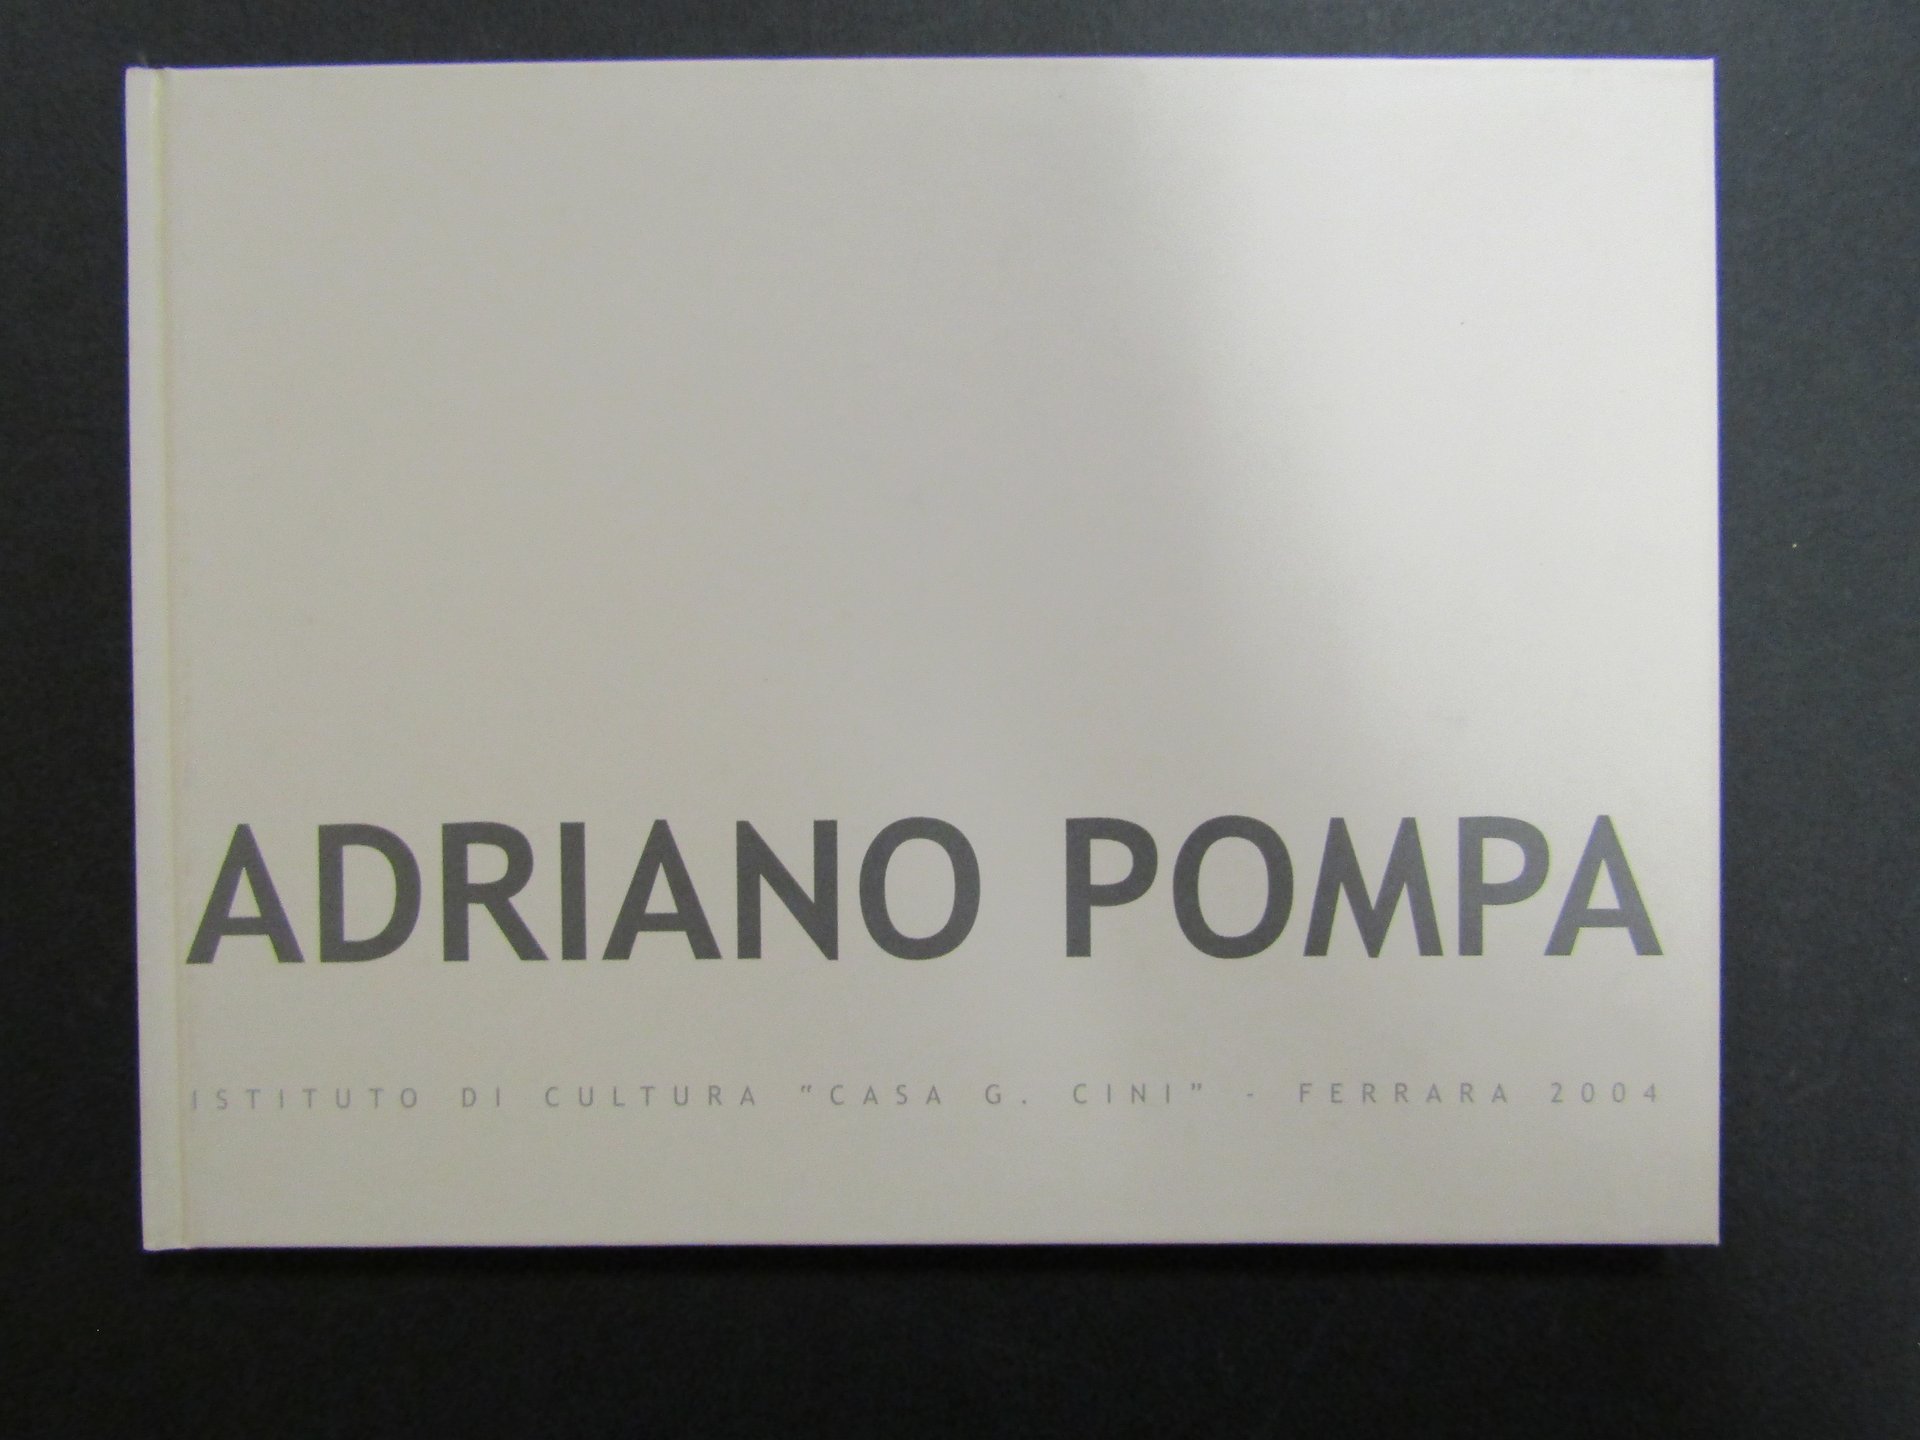 ADRIANO POMPA
ISTITUTO DI CULTURA “CASA G. CINI” - FERRARA 2004